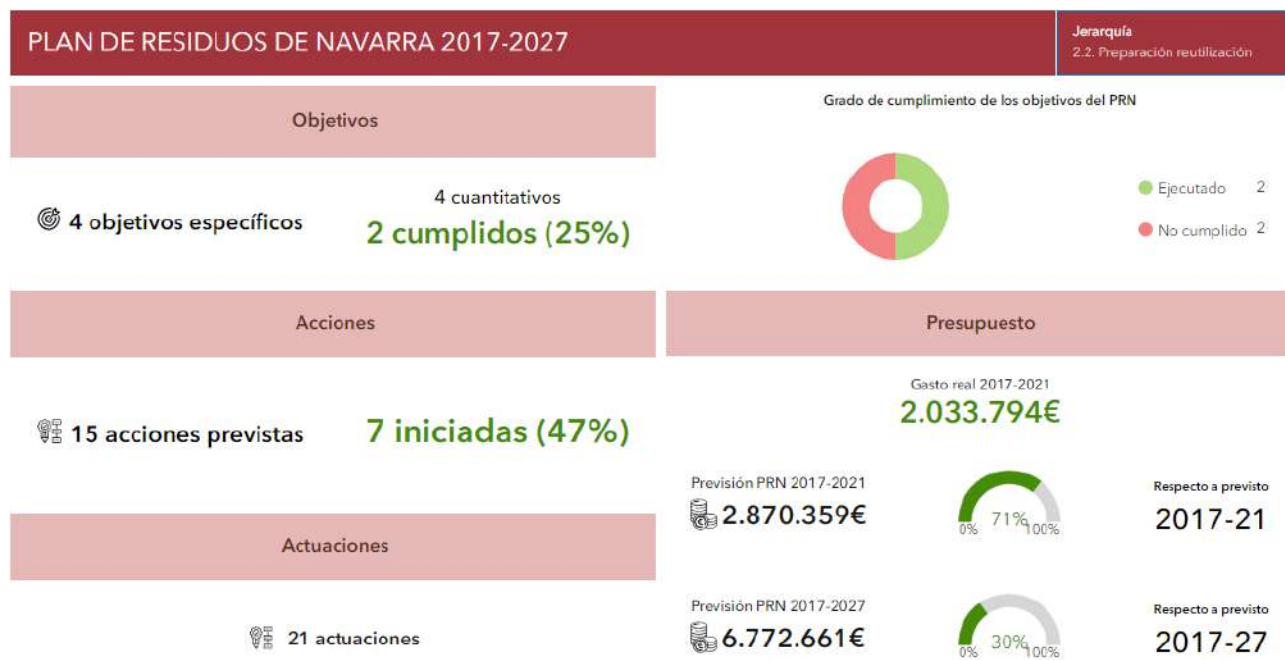 PLAN DE RESIDUOS DE NAVARRA 2017-2027
Jerarquía
2.2. Preparación reutilización
Objetivos
4 objetivos específicos
4 cuantitativos
2 cumplidos (25%)
Grado de cumplimiento de los objetivos del PRN
Ejecutado 2
No cumplido 2
Acciones
15 acciones previstas
7 iniciadas (47%)
Actuaciones
21 actuaciones
Presupuesto
Gasto real 2017-2021
2.033.794€
Previsión PRN 2017-2021
2.870.359€
71%
0%
100%
Respecto a previsto
2017-21
Previsión PRN 2017-2027
6.772.661€
30%
0%
100%
Respecto a previsto
2017-27